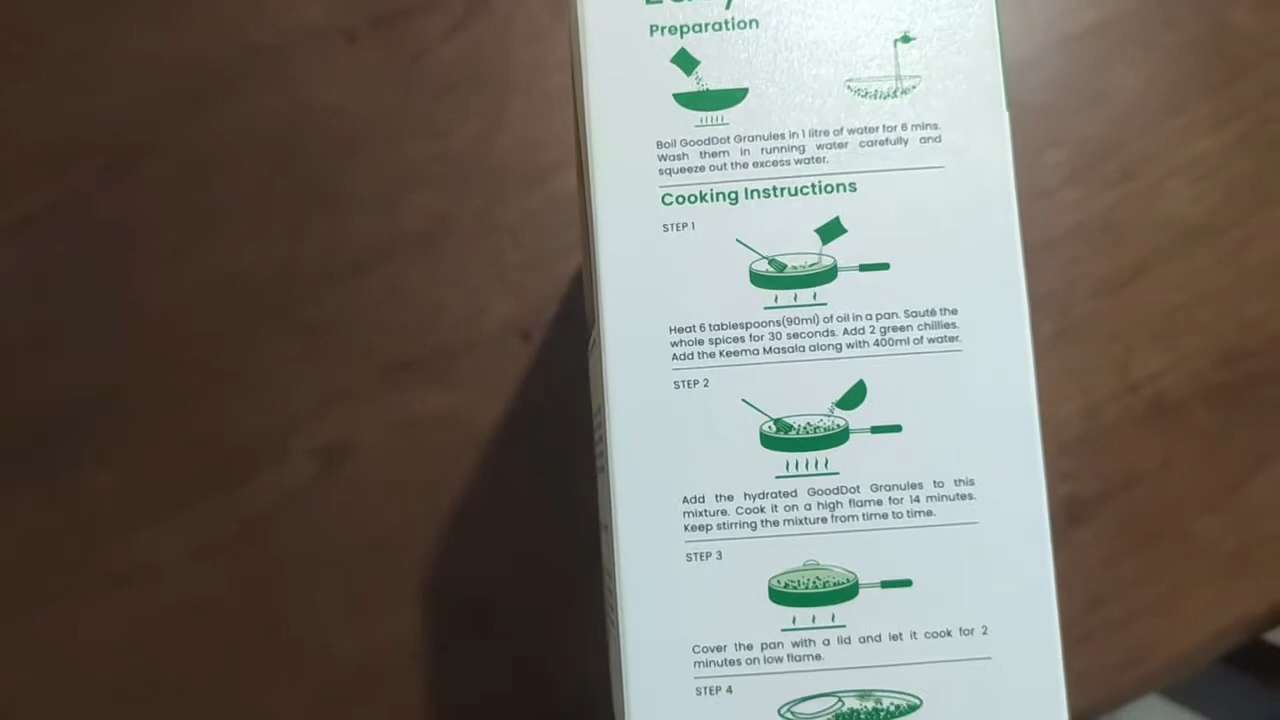 Preparation
Boil GoodDot Granules in 1 litre of water for 6 mins.
Wash them in running water carefully and
squeeze out the excess water.
Cooking Instructions
STEP 1
Heat 6 tablespoons(90ml) of oil in a pan. Sauté the
whole spices for 30 seconds. Add 2 green chillies.
Add the Keema Masala along with 400ml of water.
STEP 2
Add the hydrated GoodDot Granules to this
mixture. Cook it on a high flame for 14 minutes.
Keep stirring the mixture from time to time.
STEP 3
Cover the pan with a lid and let it cook for 2
minutes on low flame.
STEP 4